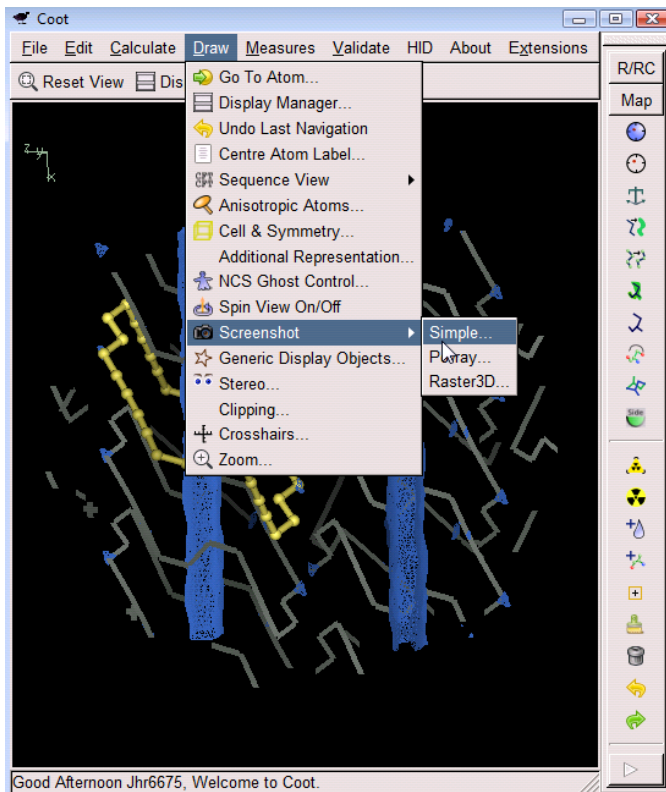 Coot
File Edit Calculate Draw Measures Validate HID About Extensions
Reset View Dis
R/RC
Map
Go To Atom...
Display Manager...
Undo Last Navigation
Centre Atom Label...
Sequence View
Anisotropic Atoms...
Cell & Symmetry...
Additional Representation...
NCS Ghost Control...
Spin View On/Off
Screenshot
Simple...
Generic Display Objects...
Raster3D...
Stereo...
Clipping...
Crosshairs...
Zoom...
Side
Good Afternoon Jhr6675, Welcome to Coot.